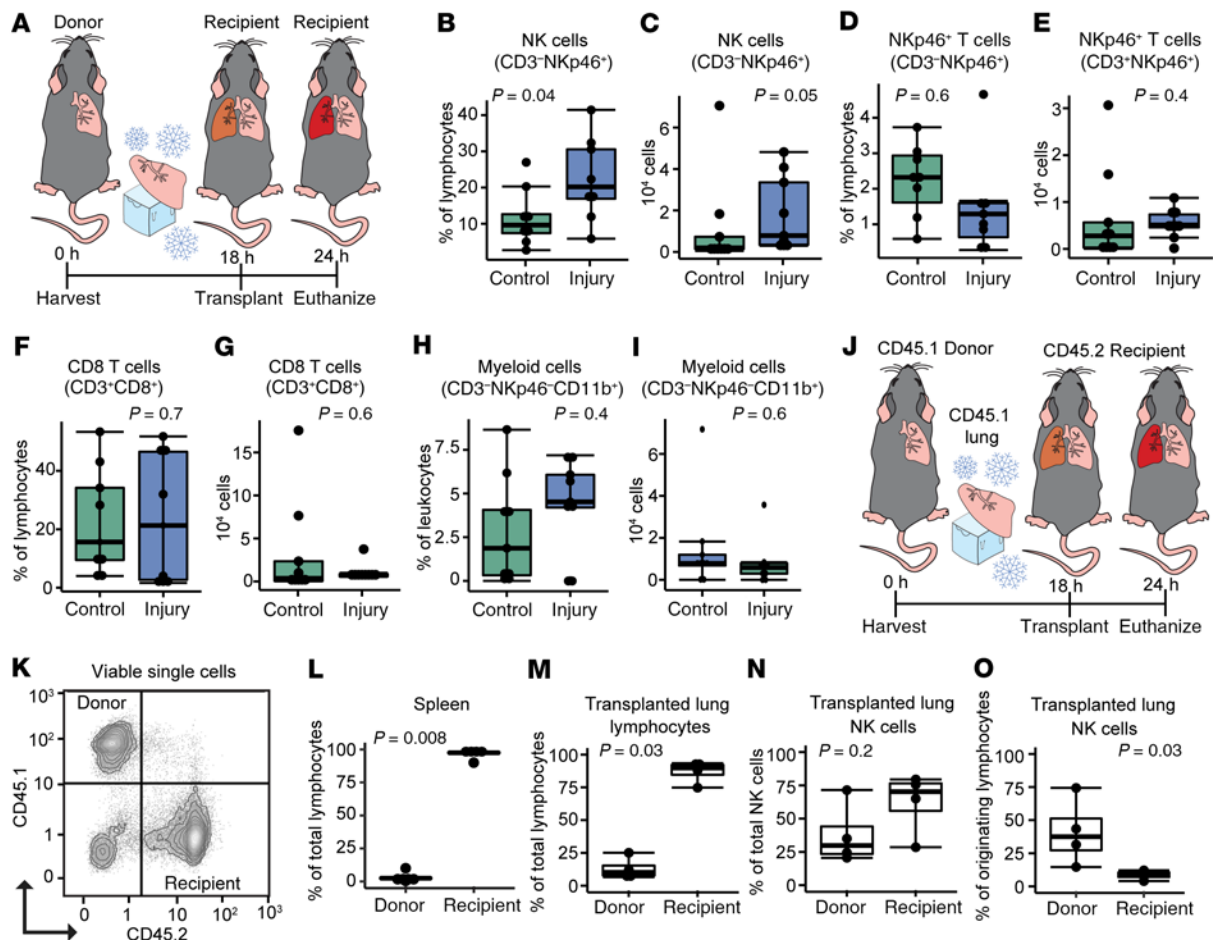 A
Donor
Recipient
Recipient
0 h
18 h
24 h
Harvest
Transplant
Euthanize
B
NK cells
(CD3⁻NKp46⁺)
P = 0.04
% of lymphocytes
40
30
20
10
Control
Injury
C
NK cells
(CD3⁻NKp46⁺)
P = 0.05
10⁴ cells
6
4
2
0
Control
Injury
D
NKp46⁺ T cells
(CD3⁻NKp46⁺)
P = 0.6
% of lymphocytes
4
3
2
1
0
Control
Injury
E
NKp46⁺ T cells
(CD3⁺NKp46⁺)
P = 0.4
10⁴ cells
3
2
1
0
Control
Injury
F
CD8 T cells
(CD3⁺CD8⁺)
P = 0.7
% of lymphocytes
40
20
0
Control
Injury
G
CD8 T cells
(CD3⁺CD8⁺)
P = 0.6
10⁴ cells
15
10
5
0
Control
Injury
H
Myeloid cells
(CD3⁻NKp46⁻CD11b⁺)
P = 0.4
% of leukocytes
7.5
5
2.5
0
Control
Injury
I
Myeloid cells
(CD3⁻NKp46⁻CD11b⁺)
P = 0.6
10⁴ cells
6
4
2
0
Control
Injury
J
CD45.1 Donor
CD45.2 Recipient
CD45.1
lung
0 h
18 h
24 h
Harvest
Transplant
Euthanize
K
Viable single cells
Donor
Recipient
CD45.1
10³
10²
10
1
0
0
1
10²
10³
CD45.2
L
Spleen
P = 0.008
% of total lymphocytes
100
75
50
25
0
Donor
Recipient
M
Transplanted lung
lymphocytes
P = 0.03
% of total lymphocytes
100
75
50
25
0
Donor
Recipient
N
Transplanted lung
NK cells
P = 0.2
% of total NK cells
100
75
50
25
0
Donor
Recipient
O
Transplanted lung
NK cells
P = 0.03
% of originating lymphocytes
100
75
50
25
0
Donor
Recipient